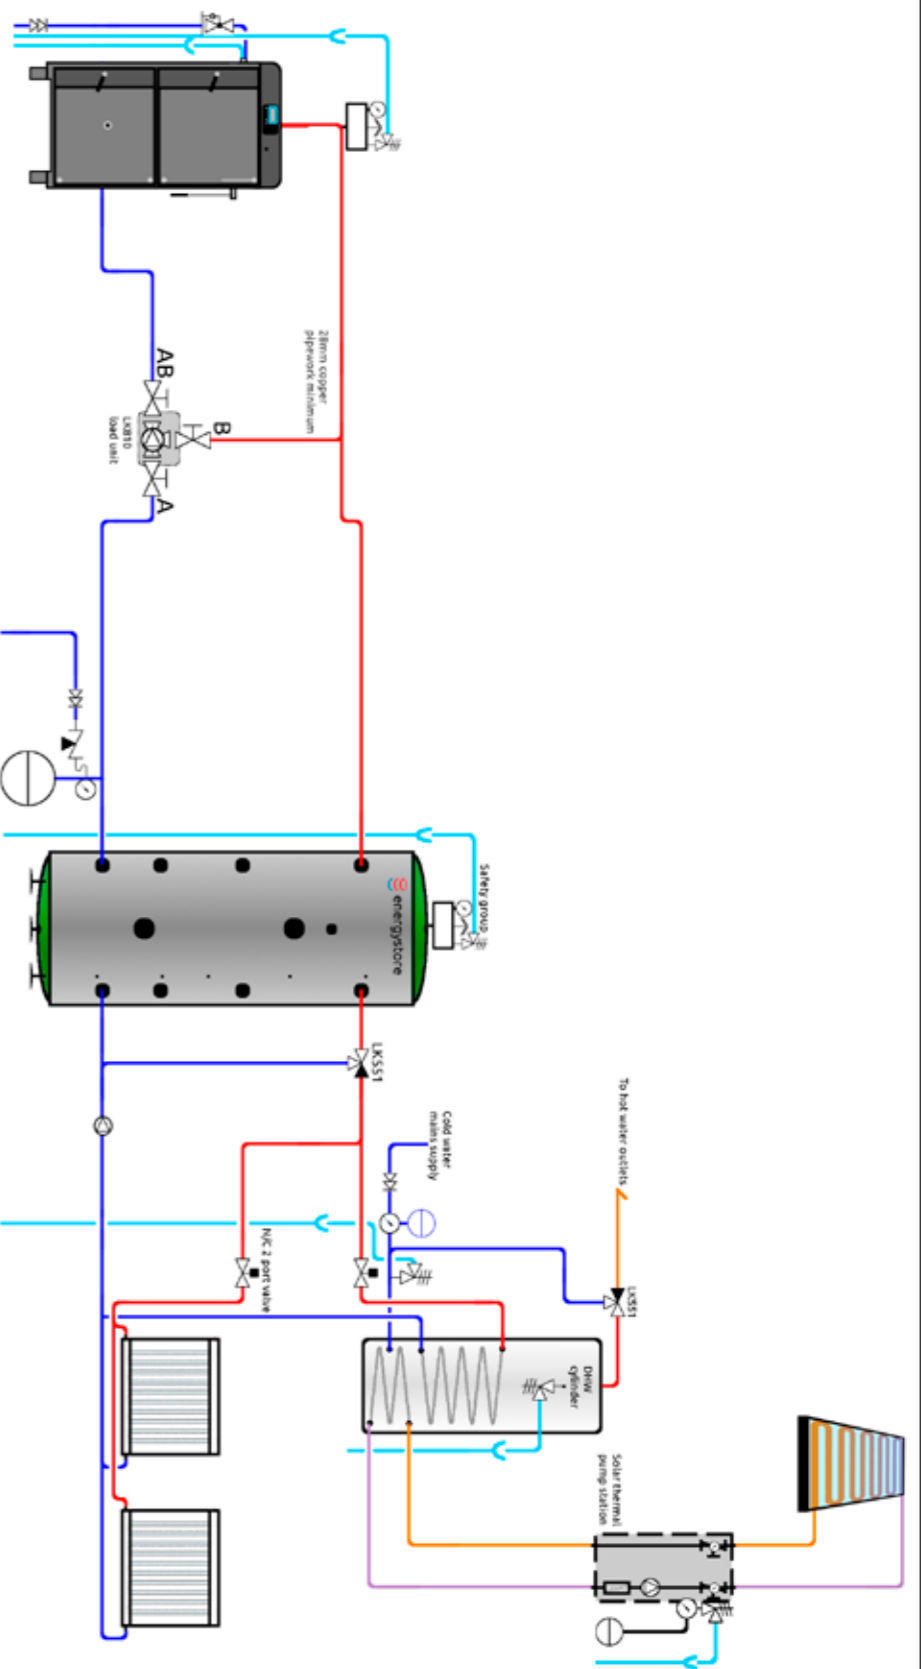 28mm copper
pipework minimum
AB
B
A
LK810
load unit
Safety group
energystore
LK551
Cold water
mains supply
To hot water outlets
N/C 2 port valve
LK551
DHW
cylinder
Solar thermal
pump station